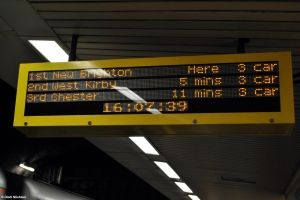 1st New Brighton Here 3 car
2nd West Kirby 5 mins 3 car
3rd Chester 11 mins 3 car
16:07:39